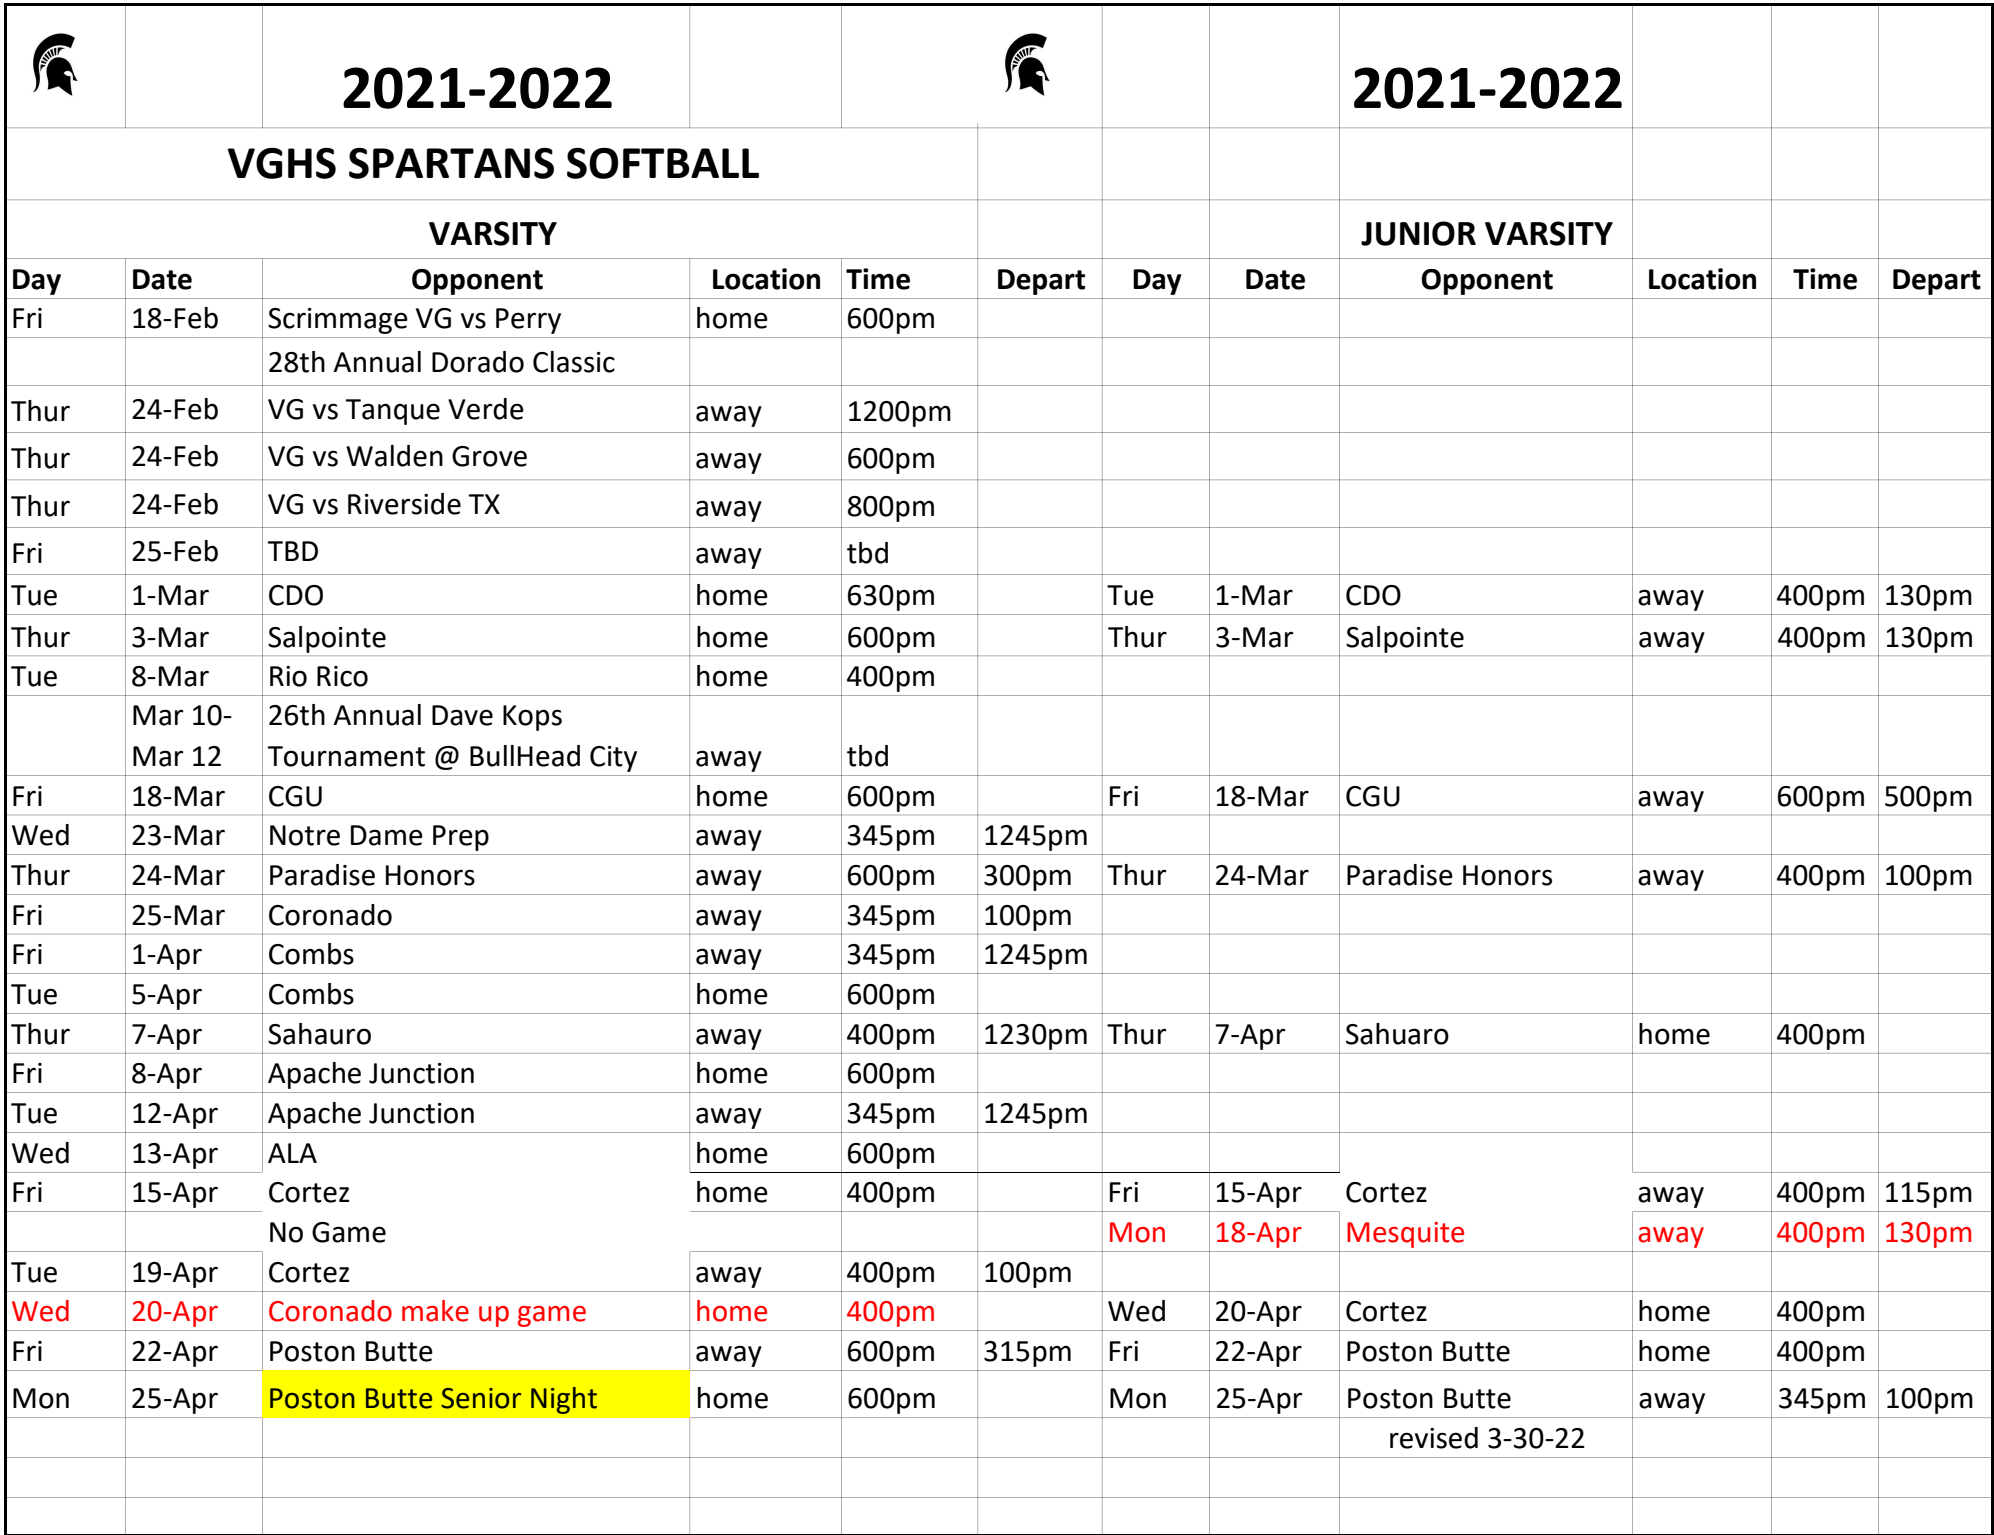 2021-2022 2021-2022
VGHS SPARTANS SOFTBALL
VARSITY JUNIOR VARSITY
Day Date Opponent Location Time Depart Day Date Opponent Location Time Depart
Fri 18-Feb Scrimmage VG vs Perry home 600pm
28th Annual Dorado Classic
Thur 24-Feb VG vs Tanque Verde away 1200pm
Thur 24-Feb VG vs Walden Grove away 600pm
Thur 24-Feb VG vs Riverside TX away 800pm
Fri 25-Feb TBD away tbd
Tue 1-Mar CDO home 630pm Tue 1-Mar CDO away 400pm 130pm
Thur 3-Mar Salpointe home 600pm Thur 3-Mar Salpointe away 400pm 130pm
Tue 8-Mar Rio Rico home 400pm
Mar 10- 26th Annual Dave Kops
Mar 12 Tournament @ BullHead City away tbd
Fri 18-Mar CGU home 600pm Fri 18-Mar CGU away 600pm 500pm
Wed 23-Mar Notre Dame Prep away 345pm 1245pm
Thur 24-Mar Paradise Honors away 600pm 300pm Thur 24-Mar Paradise Honors away 400pm 100pm
Fri 25-Mar Coronado away 345pm 100pm
Fri 1-Apr Combs away 345pm 1245pm
Tue 5-Apr Combs home 600pm
Thur 7-Apr Sahauro away 400pm 1230pm Thur 7-Apr Sahuaro home 400pm
Fri 8-Apr Apache Junction home 600pm
Tue 12-Apr Apache Junction away 345pm 1245pm
Wed 13-Apr ALA home 600pm
Fri 15-Apr Cortez home 400pm Fri 15-Apr Cortez away 400pm 115pm
No Game Mon 18-Apr Mesquite away 400pm 130pm
Tue 19-Apr Cortez away 400pm 100pm
Wed 20-Apr Coronado make up game home 400pm Wed 20-Apr Cortez home 400pm
Fri 22-Apr Poston Butte away 600pm 315pm Fri 22-Apr Poston Butte home 400pm
Mon 25-Apr Poston Butte Senior Night home 600pm Mon 25-Apr Poston Butte away 345pm 100pm
revised 3-30-22